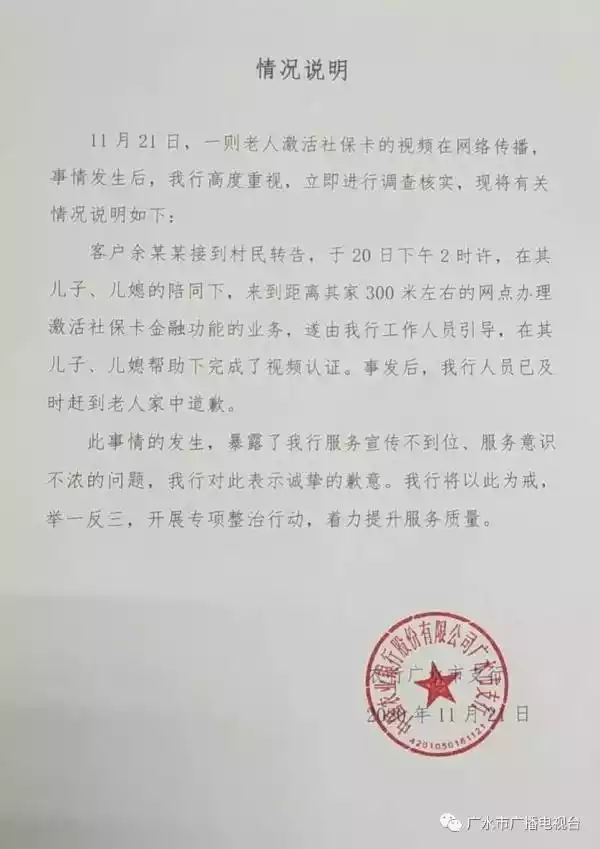 情况说明
11月21日，一则老人激活社保卡的视频在网络传播，
事情发生后，我行高度重视，立即进行调查核实，现将有关
情况说明如下：
客户余某某接到村民转告，于20日下午2时许，在其
儿子、儿媳的陪同下，来到距离其家300米左右的网点办理
激活社保卡金融功能的业务，遂由我行工作人员引导，在其
儿子、儿媳帮助下完成了视频认证。事发后，我行人员已及
时赶到老人家中道歉。
此事情的发生，暴露了我行服务宣传不到位、服务意识
不浓的问题，我行对此表示诚挚的歉意。我行将以此为戒，
举一反三，开展专项整治行动，着力提升服务质量。
广水市支行
2020年11月21日
中国农业银行股份有限公司广水市支行
广水市广播电视台